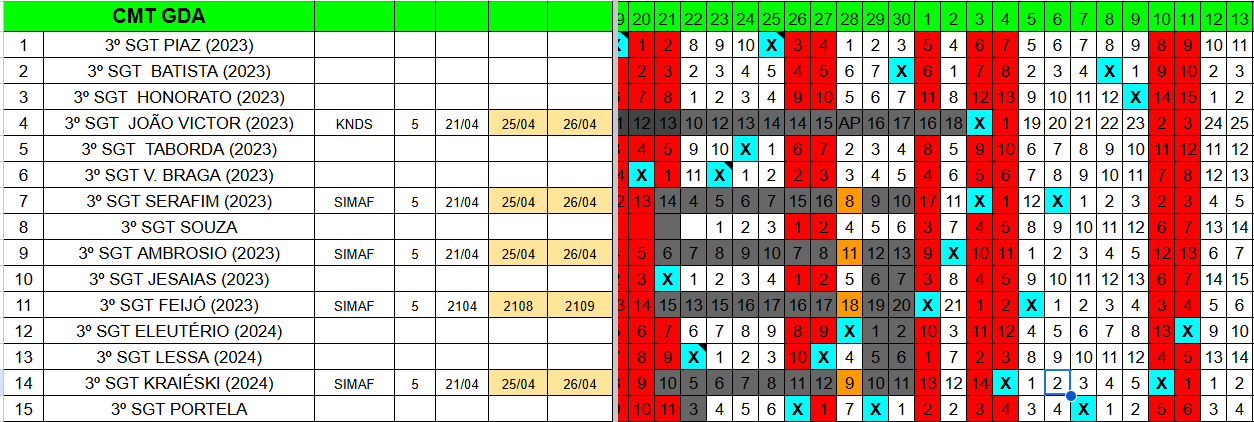 CMT GDA 20 21 22 23 24 25 26 27 28 29 30 1 2 3 4 5 6 7 8 9 10 11 12 13
1 3º SGT PIAZ (2023) 1 2 8 9 10 X 3 4 1 2 3 5 4 6 7 5 6 7 8 9 8 9 10 11
2 3º SGT BATISTA (2023) 2 3 2 3 4 5 4 5 6 7 X 6 1 7 8 2 3 4 X 1 9 10 2 3
3 3º SGT HONORATO (2023) 7 8 1 2 3 4 9 10 5 6 7 11 8 12 13 9 10 11 12 X 14 15 1 2
4 3º SGT JOÃO VICTOR (2023) KNDS 5 21/04 25/04 26/04 12 13 10 12 13 14 14 15 AP 16 17 16 18 X 1 19 20 21 22 23 2 3 24 25
5 3º SGT TABORDA (2023) 4 5 9 10 X 1 6 7 2 3 4 8 5 9 10 6 7 8 9 10 11 12 11 12
6 3º SGT V. BRAGA (2023) X 1 11 X 1 2 2 3 3 4 5 4 6 5 6 7 8 9 10 11 7 8 12 13
7 3º SGT SERAFIM (2023) SIMAF 5 21/04 25/04 26/04 13 14 4 5 6 7 15 16 8 9 10 17 11 X 1 12 X 1 2 3 2 3 4 5
8 3º SGT SOUZA 1 2 3 1 2 4 5 6 3 7 4 5 8 9 10 11 12 6 7 13 14
9 3º SGT AMBROSIO (2023) SIMAF 5 21/04 25/04 26/04 5 6 7 8 9 10 7 8 11 12 13 9 X 10 11 1 2 3 4 5 12 13 6 7
10 3º SGT JESAIAS (2023) 3 X 1 2 3 4 1 2 5 6 7 3 8 4 5 9 10 11 12 13 6 7 14 15
11 3º SGT FEIJÓ (2023) SIMAF 5 2104 2108 2109 14 15 13 15 16 17 16 17 18 19 20 X 21 1 2 X 1 2 3 4 3 4 5 6
12 3º SGT ELEUTÉRIO (2024) 6 7 6 7 8 9 8 9 X 1 2 10 3 11 12 4 5 6 7 8 13 X 9 10
13 3º SGT LESSA (2024) 8 9 X 1 2 3 10 X 4 5 6 1 7 2 3 8 9 10 11 12 4 5 13 14
14 3º SGT KRAIÉSKI (2024) SIMAF 5 21/04 25/04 26/04 9 10 5 6 7 8 11 12 9 10 11 13 12 14 X 1 2 3 4 5 X 1 1 2
15 3º SGT PORTELA 10 11 3 4 5 6 X 1 7 X 1 2 2 3 4 3 4 X 1 2 5 6 3 4